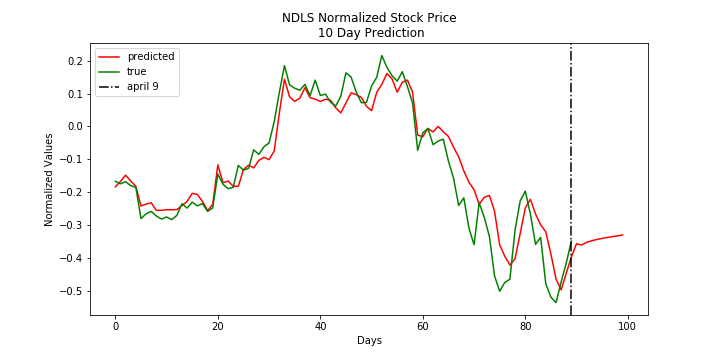 NDLS Normalized Stock Price
10 Day Prediction
predicted
true
april 9
0.2
0.1
0.0
−0.1
−0.2
−0.3
−0.4
−0.5
Normalized Values
0
20
40
60
80
100
Days